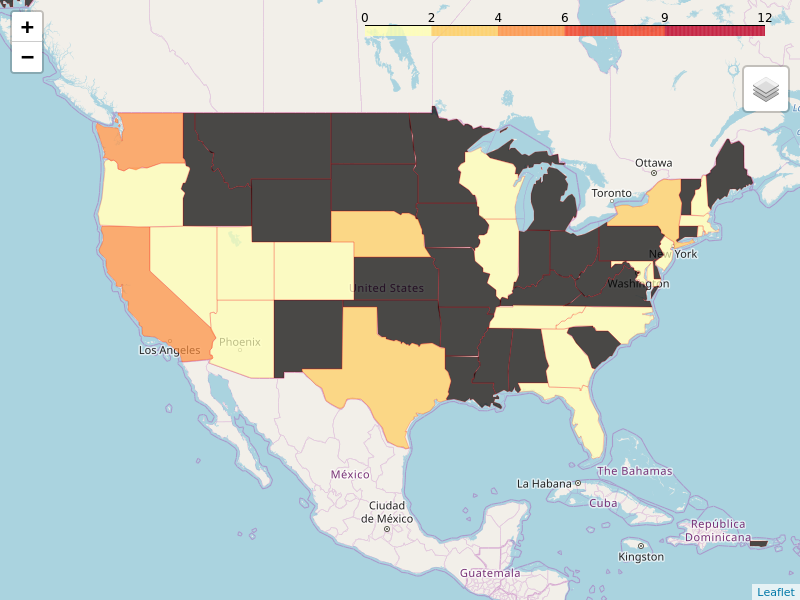 +
−
0 2 4 6 9 12
Ottawa
Toronto
New York
Washington
United States
Phoenix
Los Angeles
México
Ciudad
de México
La Habana
The Bahamas
Cuba
República
Dominicana
Kingston
Guatemala
Leaflet